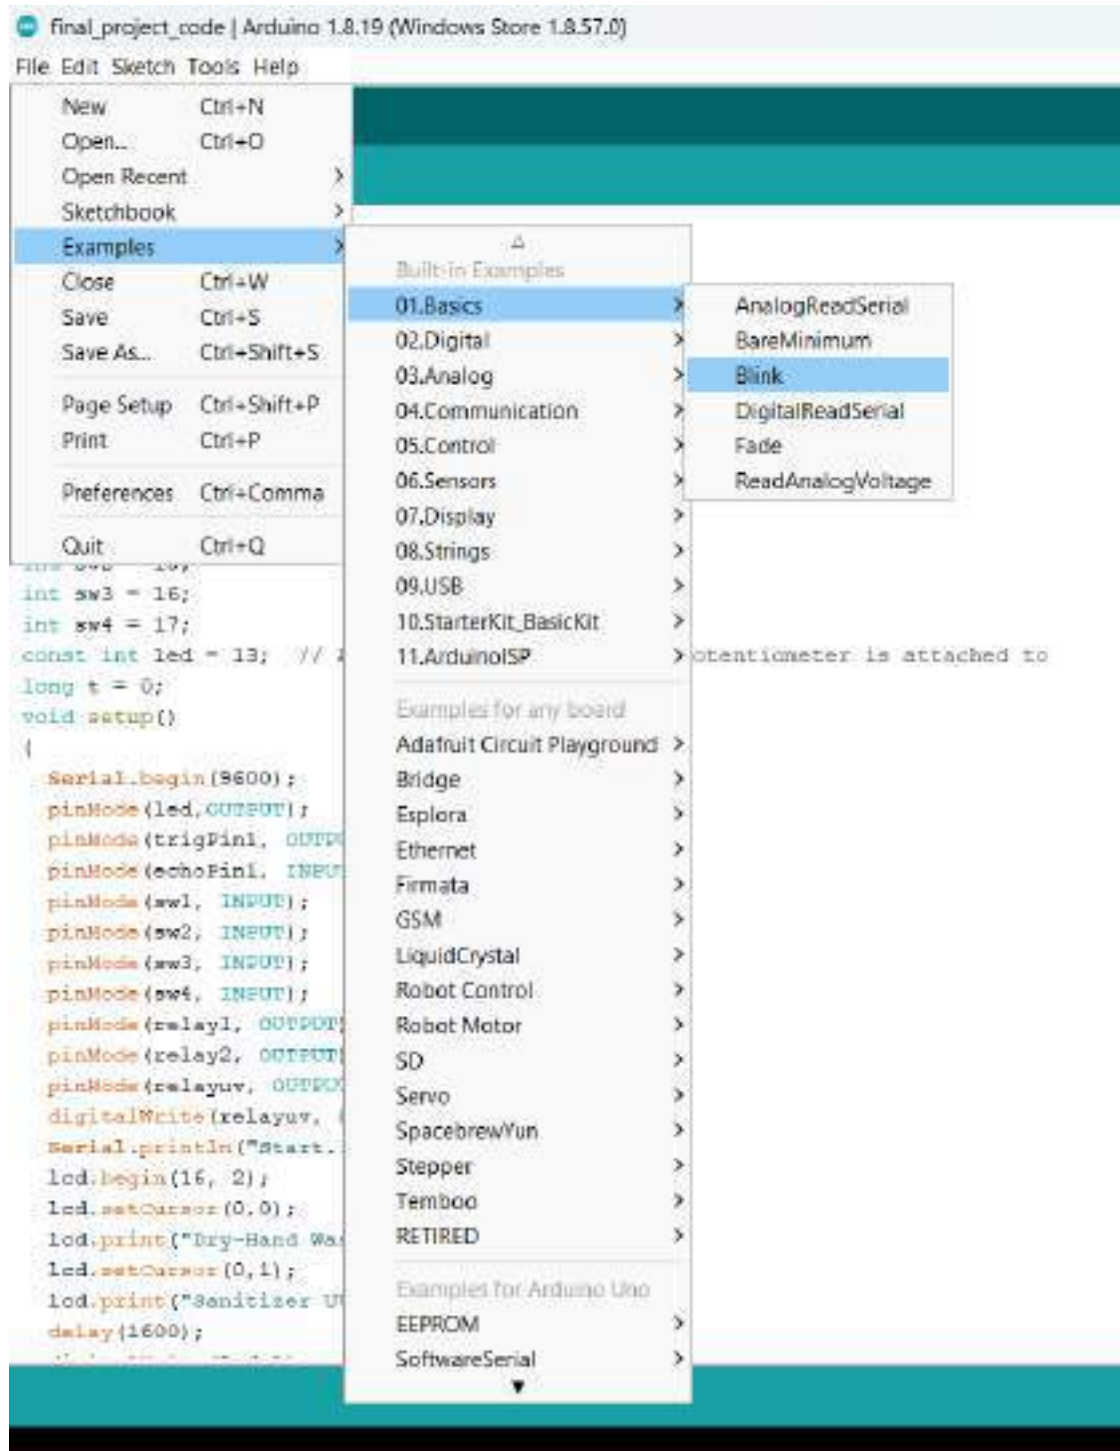 final_project_code | Arduino 1.8.19 (Windows Store 1.8.57.0)
File Edit Sketch Tools Help
New Ctrl+N
Open... Ctrl+O
Open Recent
Sketchbook
Examples
Close Ctrl+W
Save Ctrl+S
Save As... Ctrl+Shift+S
Page Setup Ctrl+Shift+P
Print Ctrl+P
Preferences Ctrl+Comma
Quit Ctrl+Q
Built-in Examples
01.Basics
02.Digital
03.Analog
04.Communication
05.Control
06.Sensors
07.Display
08.Strings
09.USB
10.StarterKit_BasicKit
11.ArduinoISP
Examples for any board
Adafruit Circuit Playground
Bridge
Esplora
Ethernet
Firmata
GSM
LiquidCrystal
Robot Control
Robot Motor
SD
Servo
SpacebrewYun
Stepper
Temboo
RETIRED
Examples for Arduino Uno
EEPROM
SoftwareSerial
AnalogReadSerial
BareMinimum
Blink
DigitalReadSerial
Fade
ReadAnalogVoltage
int sw3 = 16;
int sw4 = 17;
const int led = 13; // otentiometer is attached to
long t = 0;
void setup()
{
Serial.begin(9600);
pinMode(led,OUTPUT);
pinMode(trigPin1, OUTPU
pinMode(echoPin1, INPU
pinMode(sw1, INPUT);
pinMode(sw2, INPUT);
pinMode(sw3, INPUT);
pinMode(sw4, INPUT);
pinMode(relay1, OUTPUT)
pinMode(relay2, OUTPUT)
pinMode(relayuv, OUTPU
digitalWrite(relayuv,
Serial.println("Start.
lcd.begin(16, 2);
lcd.setCursor(0,0);
lcd.print("Dry-Hand Was
lcd.setCursor(0,1);
lcd.print("Sanitizer U
delay(1600);